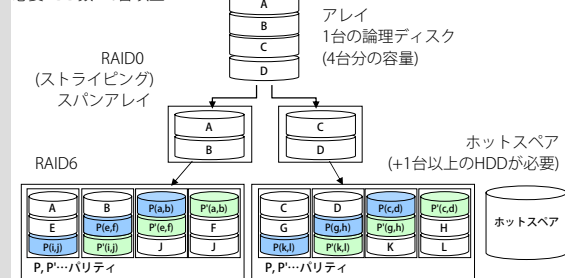 A
B
C
D
アレイ
1台の論理ディスク
(4台分の容量)
RAID0
(ストライピング)
スパンアレイ
A
B
C
D
ホットスペア
(+1台以上のHDDが必要)
RAID6
A
B
P(a,b)
P'(a,b)
E
P(e,f)
P'(e,f)
F
P(i,j)
P'(i,j)
J
J
P, P'…パリティ
C
D
P(c,d)
P'(c,d)
G
P(g,h)
P'(g,h)
H
P(k,l)
P'(k,l)
K
L
P, P'…パリティ
ホットスペア